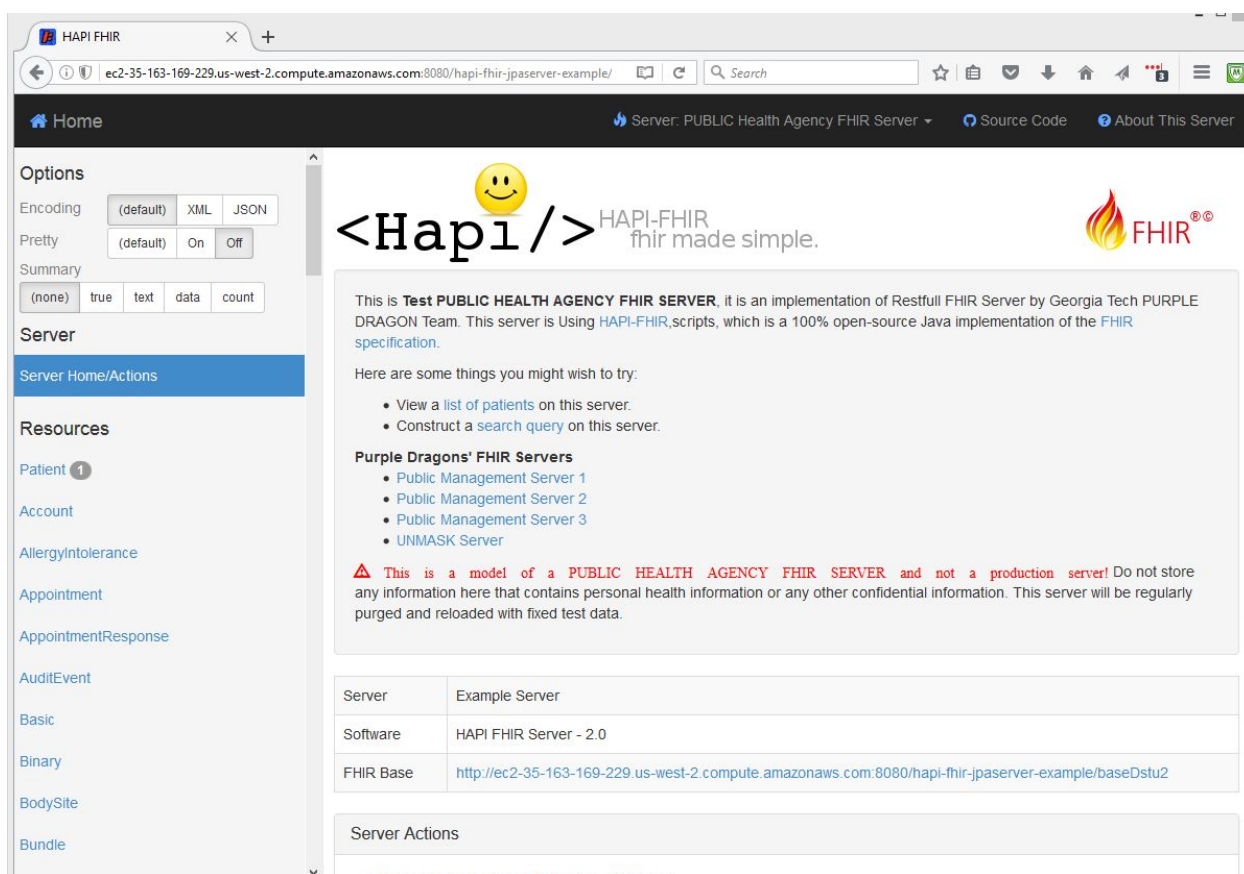 HAPI FHIR
ec2-35-163-169-229.us-west-2.compute.amazonaws.com:8080/hapi-fhir-jpaserver-example/
Search
3
Home
Server: PUBLIC Health Agency FHIR Server
Source Code
About This Server
Options
Encoding (default) XML JSON
Pretty (default) On Off
Summary
(none) true text data count
Server
Server Home/Actions
Resources
Patient 1
Account
AllergyIntolerance
Appointment
AppointmentResponse
AuditEvent
Basic
Binary
BodySite
Bundle
<Hapi/>
HAPI-FHIR
fhir made simple.
FHIR®©
This is Test PUBLIC HEALTH AGENCY FHIR SERVER, it is an implementation of Restfull FHIR Server by Georgia Tech PURPLE
DRAGON Team. This server is Using HAPI-FHIR,scripts, which is a 100% open-source Java implementation of the FHIR
specification.
Here are some things you might wish to try:
• View a list of patients on this server.
• Construct a search query on this server.
Purple Dragons' FHIR Servers
• Public Management Server 1
• Public Management Server 2
• Public Management Server 3
• UNMASK Server
This is a model of a PUBLIC HEALTH AGENCY FHIR SERVER and not a production server! Do not store
any information here that contains personal health information or any other confidential information. This server will be regularly
purged and reloaded with fixed test data.
Server Example Server
Software HAPI FHIR Server - 2.0
FHIR Base http://ec2-35-163-169-229.us-west-2.compute.amazonaws.com:8080/hapi-fhir-jpaserver-example/baseDstu2
Server Actions